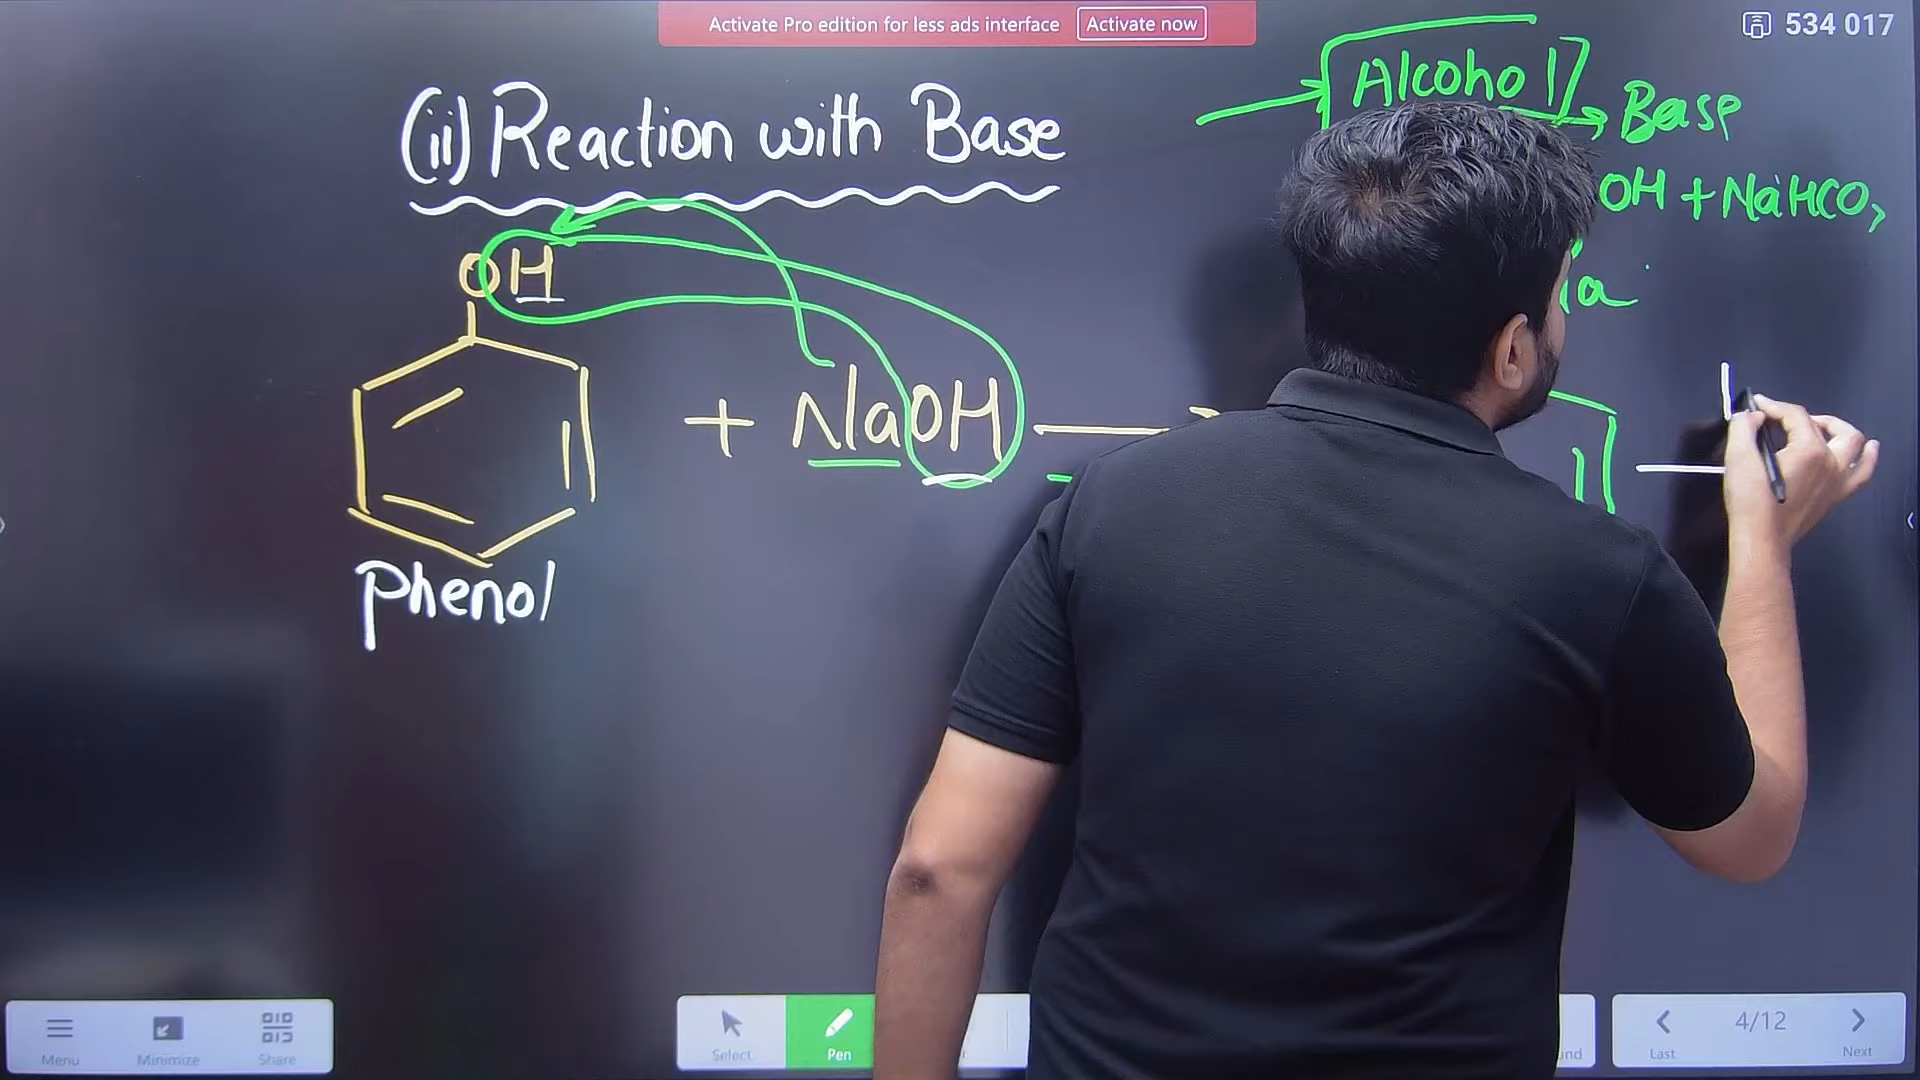 Activate Pro edition for less ads interface Activate now
534 017
Alcohol
Base
(ii) Reaction with Base
OH + NaHCO3
OH
+ NaOH
Phenol
Menu Minimize Share Select Pen
4/12
Last Next